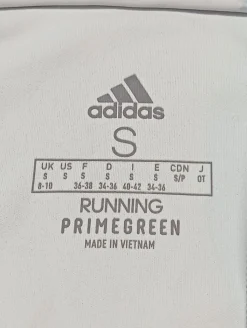 adidas
S
UK US F D I E CDN J
S S S S S S S/P OT
8-10 36-38 34-36 40-42 34-36
RUNNING
PRIMEGREEN
MADE IN VIETNAM